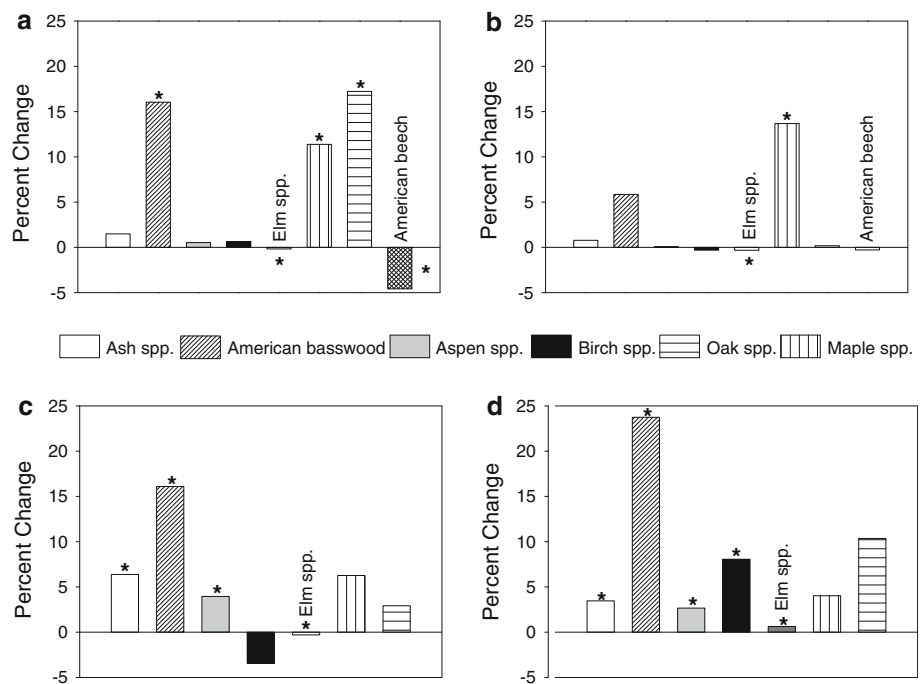 a
25
20
15
10
5
0
-5
Percent Change
*
Elm spp.
*
*
*
American beech
*
b
25
20
15
10
5
0
-5
Percent Change
Elm spp.
*
*
American beech
Ash spp. American basswood Aspen spp. Birch spp. Oak spp. Maple spp.
c
25
20
15
10
5
0
-5
Percent Change
*
*
*
Elm spp.
*
d
25
20
15
10
5
0
-5
Percent Change
*
*
*
*
Elm spp.
*